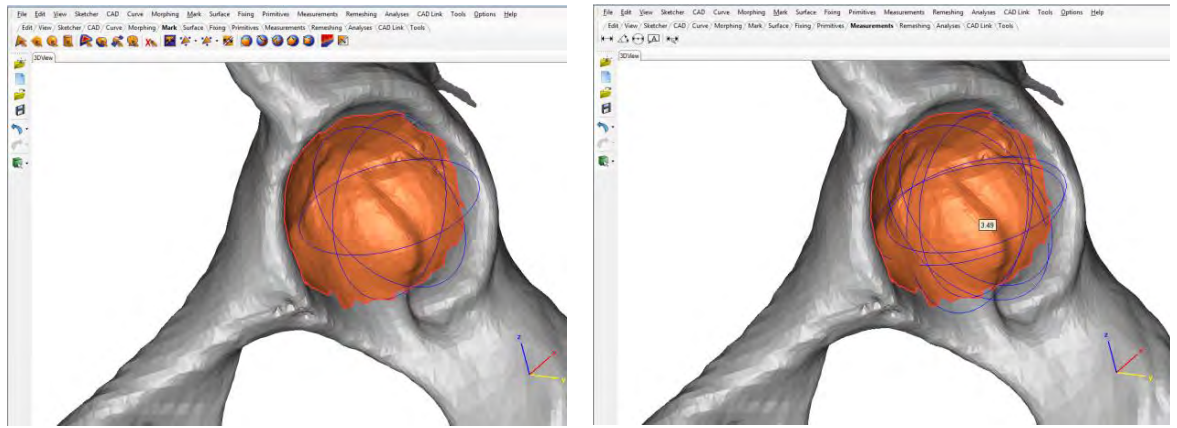 File Edit View Sketcher CAD Curve Morphing Mark Surface Fixing Primitives Measurements Remeshing Analyses CAD Link Tools Options Help
Edit View Sketcher CAD Curve Morphing Mark Surface Fixing Primitives Measurements Remeshing Analyses CAD Link Tools
3DView
z
x
y
File Edit View Sketcher CAD Curve Morphing Mark Surface Fixing Primitives Measurements Remeshing Analyses CAD Link Tools Options Help
Edit View Sketcher CAD Curve Morphing Mark Surface Fixing Primitives Measurements Remeshing Analyses CAD Link Tools
3DView
3.49
z
x
y